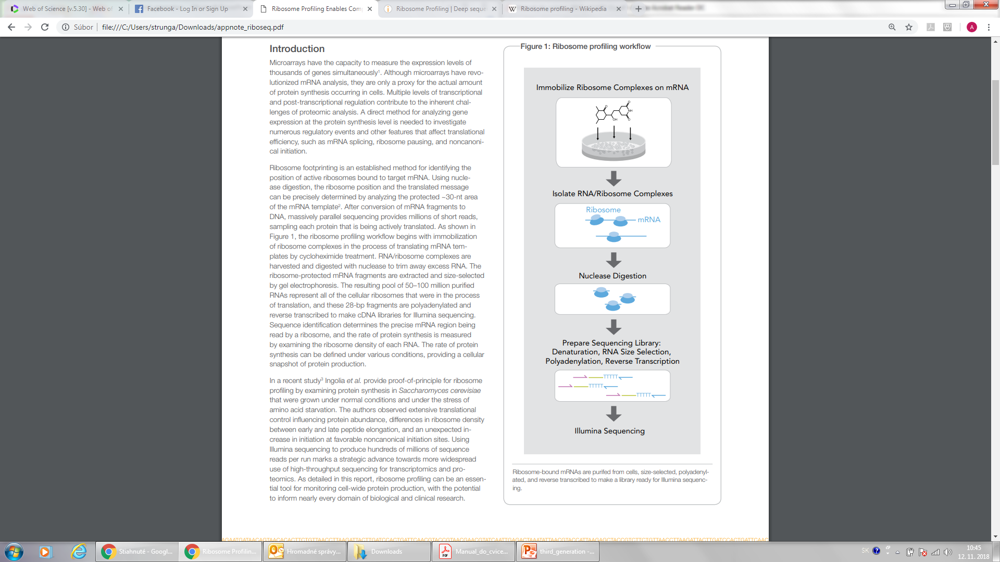 Web of Science [v.5.30] - Web of
Facebook - Log In or Sign Up
Ribosome Profiling Enables Com
Ribosome Profiling | Deep seque
W Ribosome profiling - Wikipedia
Súbor
file:///C:/Users/strunga/Downloads/appnote_riboseq.pdf
A
Introduction
Microarrays have the capacity to measure the expression levels of
thousands of genes simultaneously¹. Although microarrays have revo-
lutionized mRNA analysis, they are only a proxy for the actual amount
of protein synthesis occurring in cells. Multiple levels of transcriptional
and post-transcriptional regulation contribute to the inherent chal-
lenges of proteomic analysis. A direct method for analyzing gene
expression at the protein synthesis level is needed to investigate
numerous regulatory events and other features that affect translational
efficiency, such as mRNA splicing, ribosome pausing, and noncanoni-
cal initiation.
Ribosome footprinting is an established method for identifying the
position of active ribosomes bound to target mRNA. Using nucle-
ase digestion, the ribosome position and the translated message
can be precisely determined by analyzing the protected ~30-nt area
of the mRNA template². After conversion of mRNA fragments to
DNA, massively parallel sequencing provides millions of short reads,
sampling each protein that is being actively translated. As shown in
Figure 1, the ribosome profiling workflow begins with immobilization
of ribosome complexes in the process of translating mRNA tem-
plates by cycloheximide treatment. RNA/ribosome complexes are
harvested and digested with nuclease to trim away excess RNA. The
ribosome-protected mRNA fragments are extracted and size-selected
by gel electrophoresis. The resulting pool of 50–100 million purified
RNAs represent all of the cellular ribosomes that were in the process
of translation, and these 28-bp fragments are polyadenylated and
reverse transcribed to make cDNA libraries for Illumina sequencing.
Sequence identification determines the precise mRNA region being
read by a ribosome, and the rate of protein synthesis is measured
by examining the ribosome density of each RNA. The rate of protein
synthesis can be defined under various conditions, providing a cellular
snapshot of protein production.
In a recent study³ Ingolia et al. provide proof-of-principle for ribosome
profiling by examining protein synthesis in Saccharomyces cerevisiae
that were grown under normal conditions and under the stress of
amino acid starvation. The authors observed extensive translational
control influencing protein abundance, differences in ribosome density
between early and late peptide elongation, and an unexpected in-
crease in initiation at favorable noncanonical initiation sites. Using
Illumina sequencing to produce hundreds of millions of sequence
reads per run marks a strategic advance towards more widespread
use of high-throughput sequencing for transcriptomics and pro-
teomics. As detailed in this report, ribosome profiling can be an essen-
tial tool for monitoring cell-wide protein production, with the potential
to inform nearly every domain of biological and clinical research.
Figure 1: Ribosome profiling workflow
Immobilize Ribosome Complexes on mRNA
O
O
NH
OH
O
Isolate RNA/Ribosome Complexes
Ribosome
mRNA
Nuclease Digestion
Prepare Sequencing Library:
Denaturation, RNA Size Selection,
Polyadenylation, Reverse Transcription
TTTTT
TTTTT
TTTTT
Illumina Sequencing
Ribosome-bound mRNAs are purifed from cells, size-selected, polyadenyl-
ated, and reverse transcribed to make a library ready for Illumina sequenc-
ing.
Stiahnuté - Googl...
Ribosome Profilin...
Hromadné správy...
Downloads
Manual_do_cvice...
third_generation -...
SK
10:45
12. 11. 2018